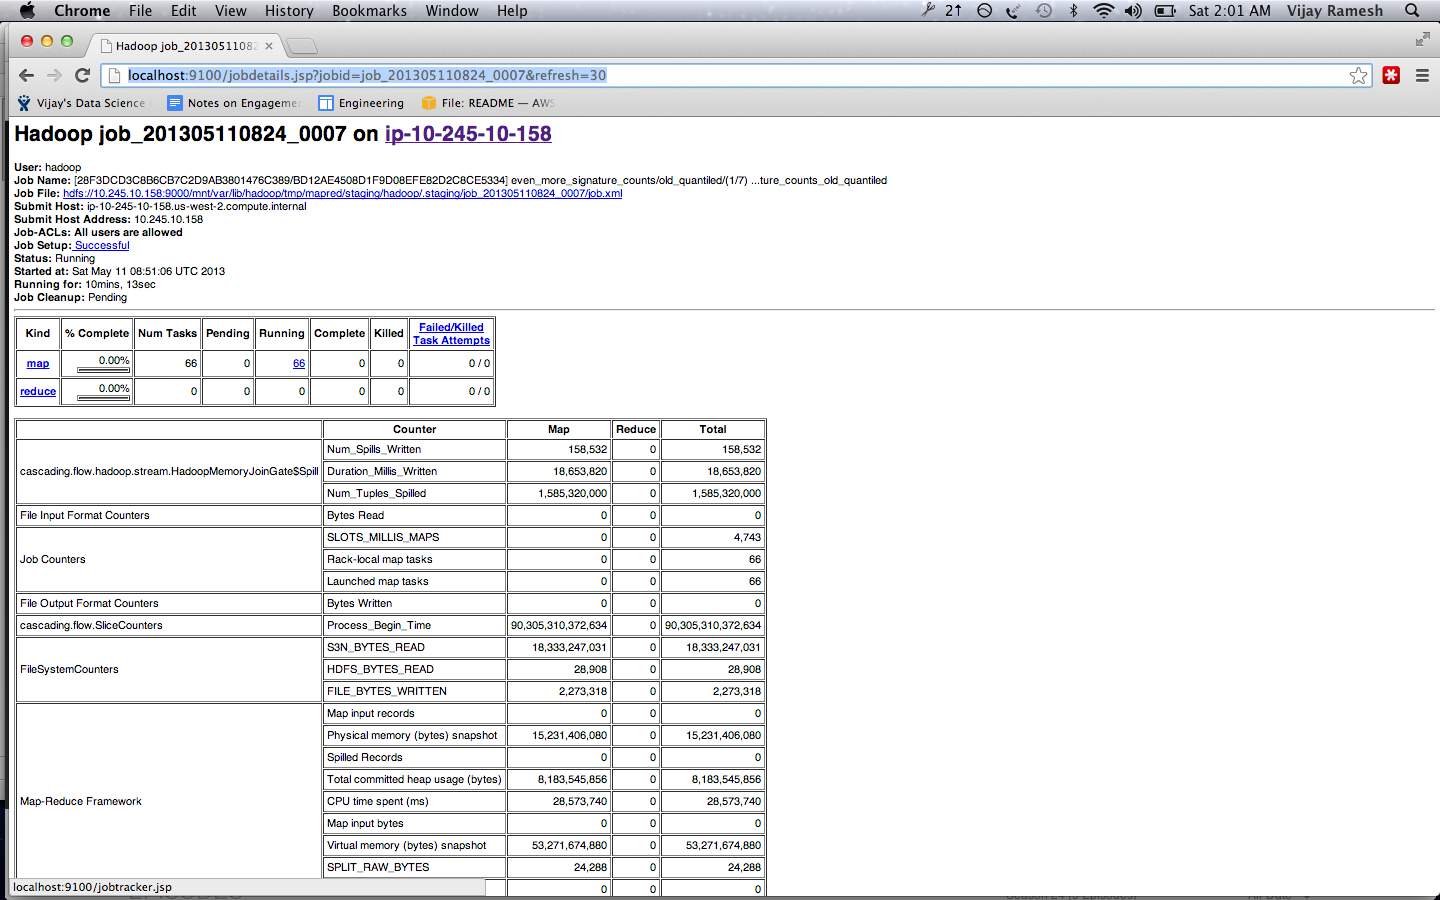 Chrome File Edit View History Bookmarks Window Help 2↑ Sat 2:01 AM Vijay Ramesh
Hadoop job_2013051108
localhost:9100/jobdetails.jsp?jobid=job_201305110824_0007&refresh=30
Vijay's Data Science Notes on Engageme Engineering File: README — AWS
Hadoop job_201305110824_0007 on ip-10-245-10-158
User: hadoop
Job Name: [28F3DCD3C8B6CB7C2D9AB3801476C389/BD12AE4508D1F9D08EFE82D2C8CE5334] even_more_signature_counts/old_quantiled/(1/7) ...ture_counts_old_quantiled
Job File: hdfs://10.245.10.158:9000/mnt/var/lib/hadoop/tmp/mapred/staging/hadoop/.staging/job_201305110824_0007/job.xml
Submit Host: ip-10-245-10-158.us-west-2.compute.internal
Submit Host Address: 10.245.10.158
Job-ACLs: All users are allowed
Job Setup: Successful
Status: Running
Started at: Sat May 11 08:51:06 UTC 2013
Running for: 10mins, 13sec
Job Cleanup: Pending
Kind % Complete Num Tasks Pending Running Complete Killed Failed/Killed
Task Attempts
map 0.00% 66 0 66 0 0 0 / 0
reduce 0.00% 0 0 0 0 0 0 / 0
Counter Map Reduce Total
cascading.flow.hadoop.stream.HadoopMemoryJoinGate$Spill Num_Spills_Written 158,532 0 158,532
Duration_Millis_Written 18,653,820 0 18,653,820
Num_Tuples_Spilled 1,585,320,000 0 1,585,320,000
File Input Format Counters Bytes Read 0 0 0
Job Counters SLOTS_MILLIS_MAPS 0 0 4,743
Rack-local map tasks 0 0 66
Launched map tasks 0 0 66
File Output Format Counters Bytes Written 0 0 0
cascading.flow.SliceCounters Process_Begin_Time 90,305,310,372,634 0 90,305,310,372,634
FileSystemCounters S3N_BYTES_READ 18,333,247,031 0 18,333,247,031
HDFS_BYTES_READ 28,908 0 28,908
FILE_BYTES_WRITTEN 2,273,318 0 2,273,318
Map-Reduce Framework Map input records 0 0 0
Physical memory (bytes) snapshot 15,231,406,080 0 15,231,406,080
Spilled Records 0 0 0
Total committed heap usage (bytes) 8,183,545,856 0 8,183,545,856
CPU time spent (ms) 28,573,740 0 28,573,740
Map input bytes 0 0 0
Virtual memory (bytes) snapshot 53,271,674,880 0 53,271,674,880
SPLIT_RAW_BYTES 24,288 0 24,288
0 0 0
localhost:9100/jobtracker.jsp